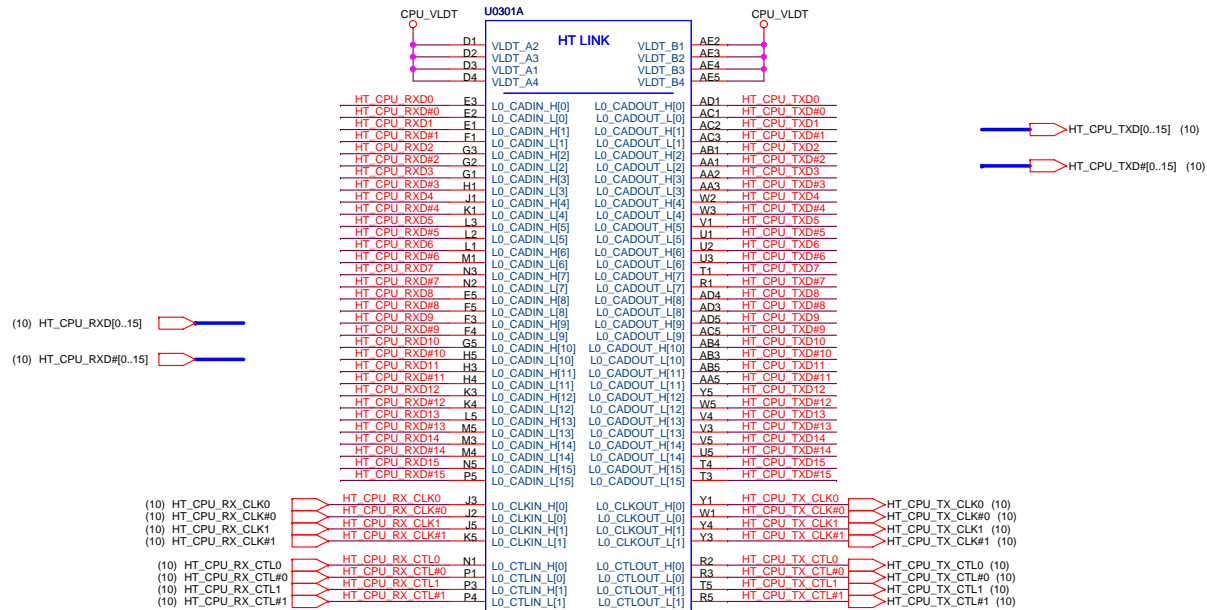 CPU_VLDT U0301A CPU_VLDT
HT LINK
D1 VLDT_A2 VLDT_B1 AE2
D2 VLDT_A3 VLDT_B2 AE3
D3 VLDT_A1 VLDT_B3 AE4
D4 VLDT_A4 VLDT_B4 AE5
HT_CPU_RXD0 E3 L0_CADIN_H[0] L0_CADOUT_H[0] AD1 HT_CPU_TXD0
HT_CPU_RXD#0 E2 L0_CADIN_L[0] L0_CADOUT_L[0] AC1 HT_CPU_TXD#0
HT_CPU_RXD1 E1 L0_CADIN_H[1] L0_CADOUT_H[1] AC2 HT_CPU_TXD1
HT_CPU_TXD[0..15] (10)
HT_CPU_RXD#1 F1 L0_CADIN_L[1] L0_CADOUT_L[1] AC3 HT_CPU_TXD#1
HT_CPU_RXD2 G3 L0_CADIN_H[2] L0_CADOUT_H[2] AB1 HT_CPU_TXD2
HT_CPU_RXD#2 G2 L0_CADIN_L[2] L0_CADOUT_L[2] AA1 HT_CPU_TXD#2
HT_CPU_TXD#[0..15] (10)
HT_CPU_RXD3 G1 L0_CADIN_H[3] L0_CADOUT_H[3] AA2 HT_CPU_TXD3
HT_CPU_RXD#3 H1 L0_CADIN_L[3] L0_CADOUT_L[3] AA3 HT_CPU_TXD#3
HT_CPU_RXD4 J1 L0_CADIN_H[4] L0_CADOUT_H[4] W2 HT_CPU_TXD4
HT_CPU_RXD#4 K1 L0_CADIN_L[4] L0_CADOUT_L[4] W3 HT_CPU_TXD#4
HT_CPU_RXD5 L3 L0_CADIN_H[5] L0_CADOUT_H[5] V1 HT_CPU_TXD5
HT_CPU_RXD#5 L2 L0_CADIN_L[5] L0_CADOUT_L[5] U1 HT_CPU_TXD#5
HT_CPU_RXD6 L1 L0_CADIN_H[6] L0_CADOUT_H[6] U2 HT_CPU_TXD6
HT_CPU_RXD#6 M1 L0_CADIN_L[6] L0_CADOUT_L[6] U3 HT_CPU_TXD#6
HT_CPU_RXD7 N3 L0_CADIN_H[7] L0_CADOUT_H[7] T1 HT_CPU_TXD7
HT_CPU_RXD#7 N2 L0_CADIN_L[7] L0_CADOUT_L[7] R1 HT_CPU_TXD#7
HT_CPU_RXD8 E5 L0_CADIN_H[8] L0_CADOUT_H[8] AD4 HT_CPU_TXD8
HT_CPU_RXD#8 F5 L0_CADIN_L[8] L0_CADOUT_L[8] AD3 HT_CPU_TXD#8
(10) HT_CPU_RXD[0..15]
HT_CPU_RXD9 F3 L0_CADIN_H[9] L0_CADOUT_H[9] AD5 HT_CPU_TXD9
HT_CPU_RXD#9 F4 L0_CADIN_L[9] L0_CADOUT_L[9] AC5 HT_CPU_TXD#9
HT_CPU_RXD10 G5 L0_CADIN_H[10] L0_CADOUT_H[10] AB4 HT_CPU_TXD10
(10) HT_CPU_RXD#[0..15]
HT_CPU_RXD#10 H5 L0_CADIN_L[10] L0_CADOUT_L[10] AB3 HT_CPU_TXD#10
HT_CPU_RXD11 H3 L0_CADIN_H[11] L0_CADOUT_H[11] AB5 HT_CPU_TXD11
HT_CPU_RXD#11 H4 L0_CADIN_L[11] L0_CADOUT_L[11] AA5 HT_CPU_TXD#11
HT_CPU_RXD12 K3 L0_CADIN_H[12] L0_CADOUT_H[12] Y5 HT_CPU_TXD12
HT_CPU_RXD#12 K4 L0_CADIN_L[12] L0_CADOUT_L[12] W5 HT_CPU_TXD#12
HT_CPU_RXD13 L5 L0_CADIN_H[13] L0_CADOUT_H[13] V4 HT_CPU_TXD13
HT_CPU_RXD#13 M5 L0_CADIN_L[13] L0_CADOUT_L[13] V3 HT_CPU_TXD#13
HT_CPU_RXD14 M3 L0_CADIN_H[14] L0_CADOUT_H[14] V5 HT_CPU_TXD14
HT_CPU_RXD#14 M4 L0_CADIN_L[14] L0_CADOUT_L[14] U5 HT_CPU_TXD#14
HT_CPU_RXD15 N5 L0_CADIN_H[15] L0_CADOUT_H[15] T4 HT_CPU_TXD15
HT_CPU_RXD#15 P5 L0_CADIN_L[15] L0_CADOUT_L[15] T3 HT_CPU_TXD#15
(10) HT_CPU_RX_CLK0 HT_CPU_RX_CLK0 J3 L0_CLKIN_H[0] L0_CLKOUT_H[0] Y1 HT_CPU_TX_CLK0 HT_CPU_TX_CLK0 (10)
(10) HT_CPU_RX_CLK#0 HT_CPU_RX_CLK#0 J2 L0_CLKIN_L[0] L0_CLKOUT_L[0] W1 HT_CPU_TX_CLK#0 HT_CPU_TX_CLK#0 (10)
(10) HT_CPU_RX_CLK1 HT_CPU_RX_CLK1 J5 L0_CLKIN_H[1] L0_CLKOUT_H[1] Y4 HT_CPU_TX_CLK1 HT_CPU_TX_CLK1 (10)
(10) HT_CPU_RX_CLK#1 HT_CPU_RX_CLK#1 K5 L0_CLKIN_L[1] L0_CLKOUT_L[1] Y3 HT_CPU_TX_CLK#1 HT_CPU_TX_CLK#1 (10)
(10) HT_CPU_RX_CTL0 HT_CPU_RX_CTL0 N1 L0_CTLIN_H[0] L0_CTLOUT_H[0] R2 HT_CPU_TX_CTL0 HT_CPU_TX_CTL0 (10)
(10) HT_CPU_RX_CTL#0 HT_CPU_RX_CTL#0 P1 L0_CTLIN_L[0] L0_CTLOUT_L[0] R3 HT_CPU_TX_CTL#0 HT_CPU_TX_CTL#0 (10)
(10) HT_CPU_RX_CTL1 HT_CPU_RX_CTL1 P3 L0_CTLIN_H[1] L0_CTLOUT_H[1] T5 HT_CPU_TX_CTL1 HT_CPU_TX_CTL1 (10)
(10) HT_CPU_RX_CTL#1 HT_CPU_RX_CTL#1 P4 L0_CTLIN_L[1] L0_CTLOUT_L[1] R5 HT_CPU_TX_CTL#1 HT_CPU_TX_CTL#1 (10)